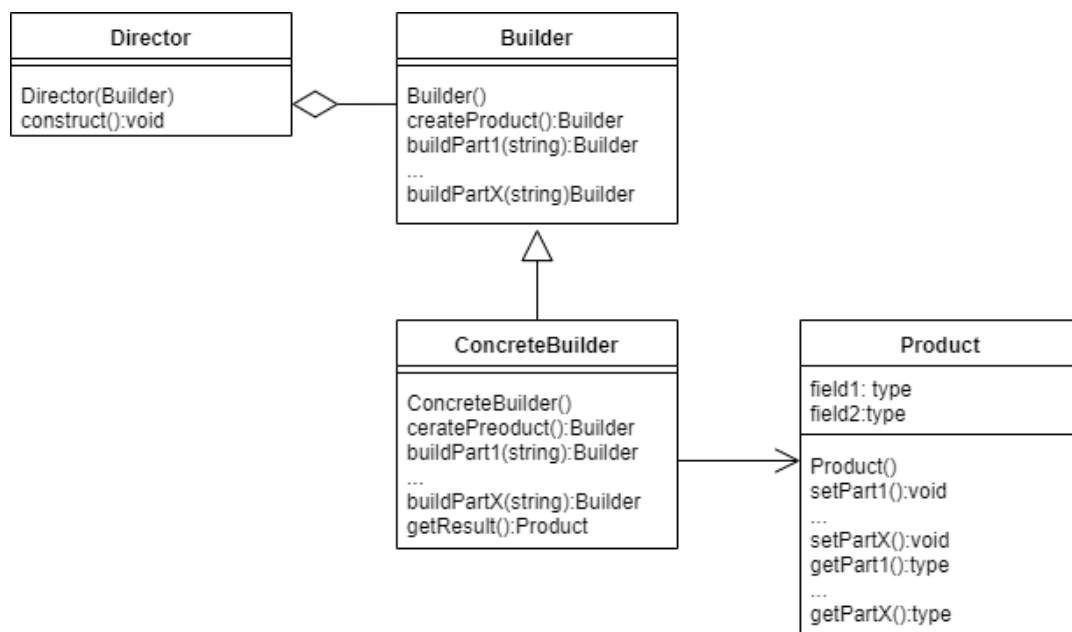 Director
Director(Builder)
construct():void
Builder
Builder()
createProduct():Builder
buildPart1(string):Builder
...
buildPartX(string)Builder
ConcreteBuilder
ConcreteBuilder()
ceratePreoduct():Builder
buildPart1(string):Builder
...
buildPartX(string):Builder
getResult():Product
Product
field1: type
field2:type
Product()
setPart1():void
...
setPartX():void
getPart1():type
...
getPartX():type